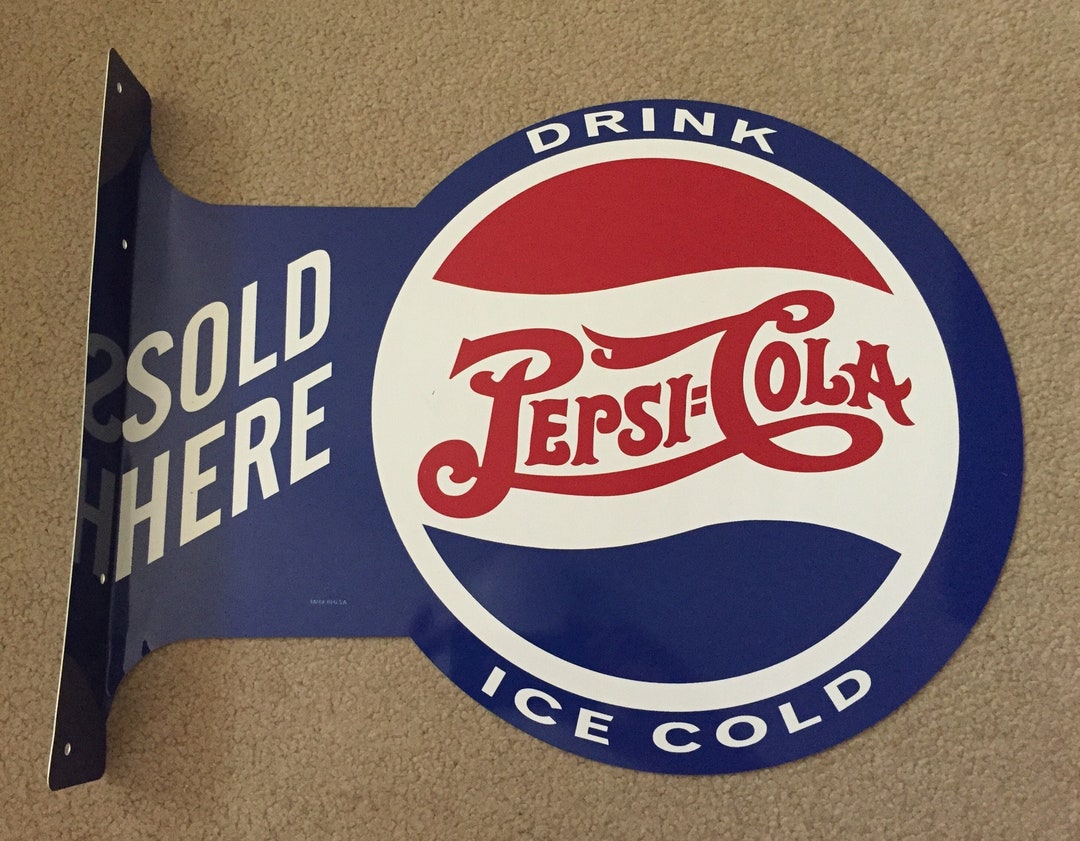 DRINK
SOLD
HERE
PEPSI=COLA
ICE COLD